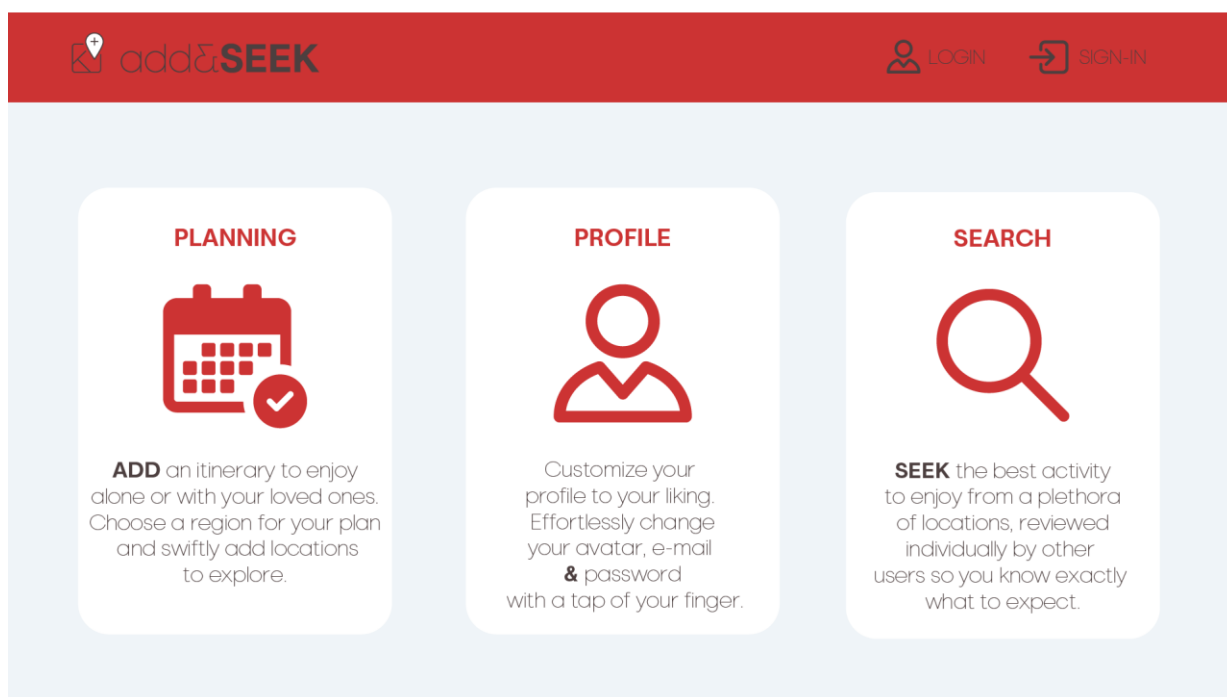 add&SEEK
LOGIN
SIGN-IN
PLANNING
ADD an itinerary to enjoy
alone or with your loved ones.
Choose a region for your plan
and swiftly add locations
to explore.
PROFILE
Customize your
profile to your liking.
Effortlessly change
your avatar, e-mail
& password
with a tap of your finger.
SEARCH
SEEK the best activity
to enjoy from a plethora
of locations, reviewed
individually by other
users so you know exactly
what to expect.